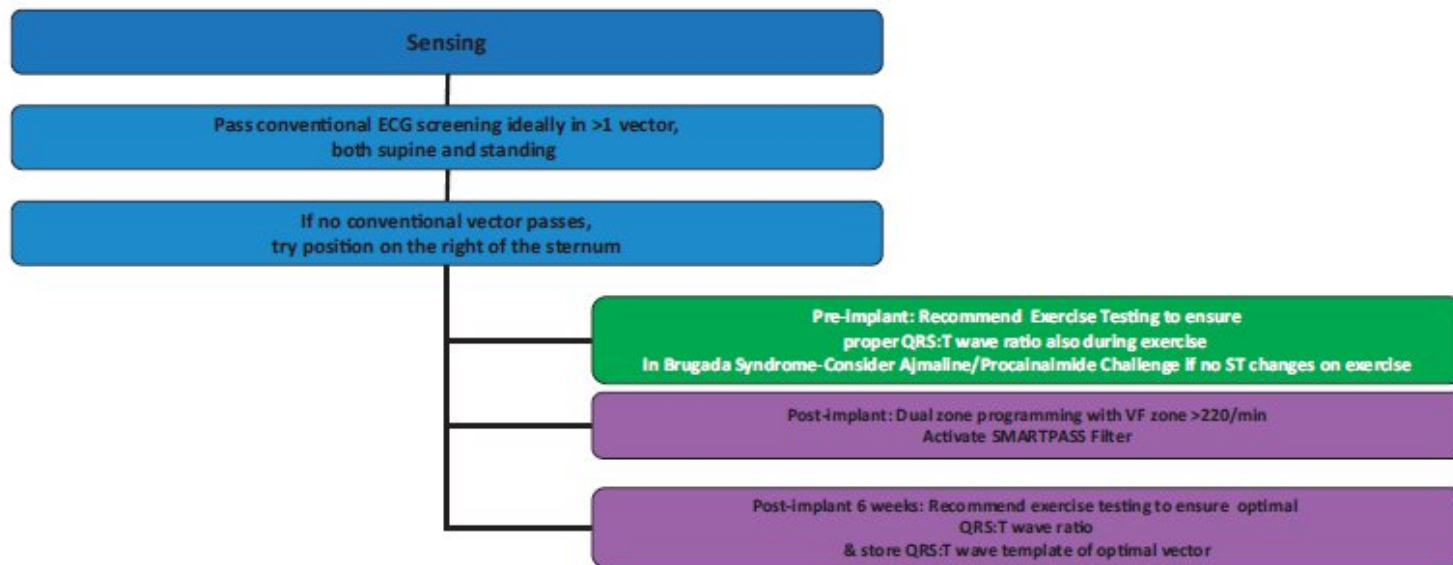 Sensing
Pass conventional ECG screening ideally in >1 vector,
both supine and standing
If no conventional vector passes,
try position on the right of the sternum
Pre-implant: Recommend Exercise Testing to ensure
proper QRS:T wave ratio also during exercise
In Brugada Syndrome-Consider Ajmaline/Procainalmide Challenge if no ST changes on exercise
Post-implant: Dual zone programming with VF zone >220/min
Activate SMARTPASS Filter
Post-implant 6 weeks: Recommend exercise testing to ensure optimal
QRS:T wave ratio
& store QRS:T wave template of optimal vector